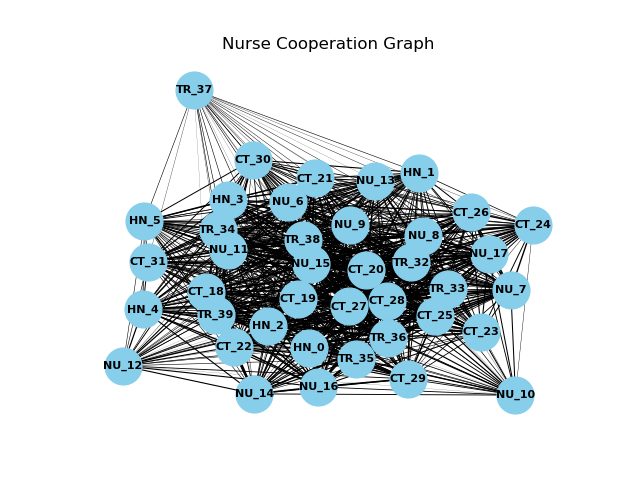 Nurse Cooperation Graph
TR_37
CT_30
HN_1
CT_21
NU_13
HN_3
NU_6
CT_26
HN_5
NU_9
CT_24
TR_34
NU_8
TR_38
NU_11
NU_17
CT_31
NU_15
TR_32
CT_20
TR_33
NU_7
CT_18
CT_19
CT_28
CT_27
HN_4
TR_39
CT_25
HN_2
CT_23
TR_36
CT_22
HN_0
TR_35
NU_12
CT_29
NU_16
NU_14
NU_10